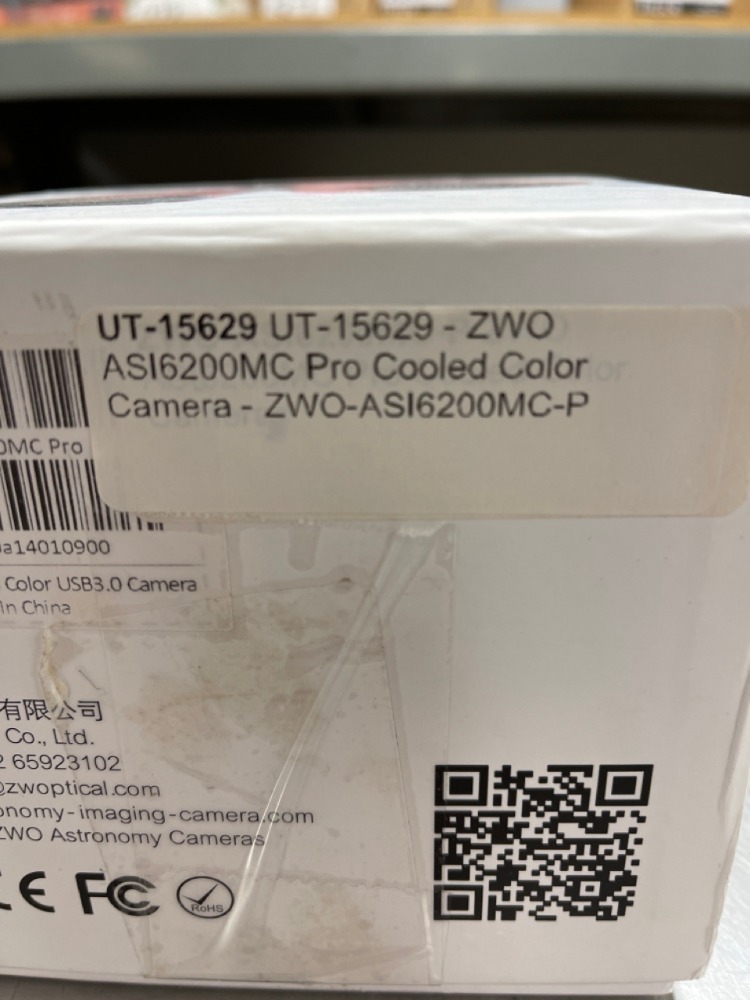 UT-15629 UT-15629 - ZWO
ASI6200MC Pro Cooled Color
Camera - ZWO-ASI6200MC-P
0MC Pro
a14010900
Color USB3.0 Camera
In China
有限公司
Co., Ltd.
2 65923102
@zwoptical.com
onomy-imaging-camera.com
ZWO Astronomy Cameras
CE FC RoHS